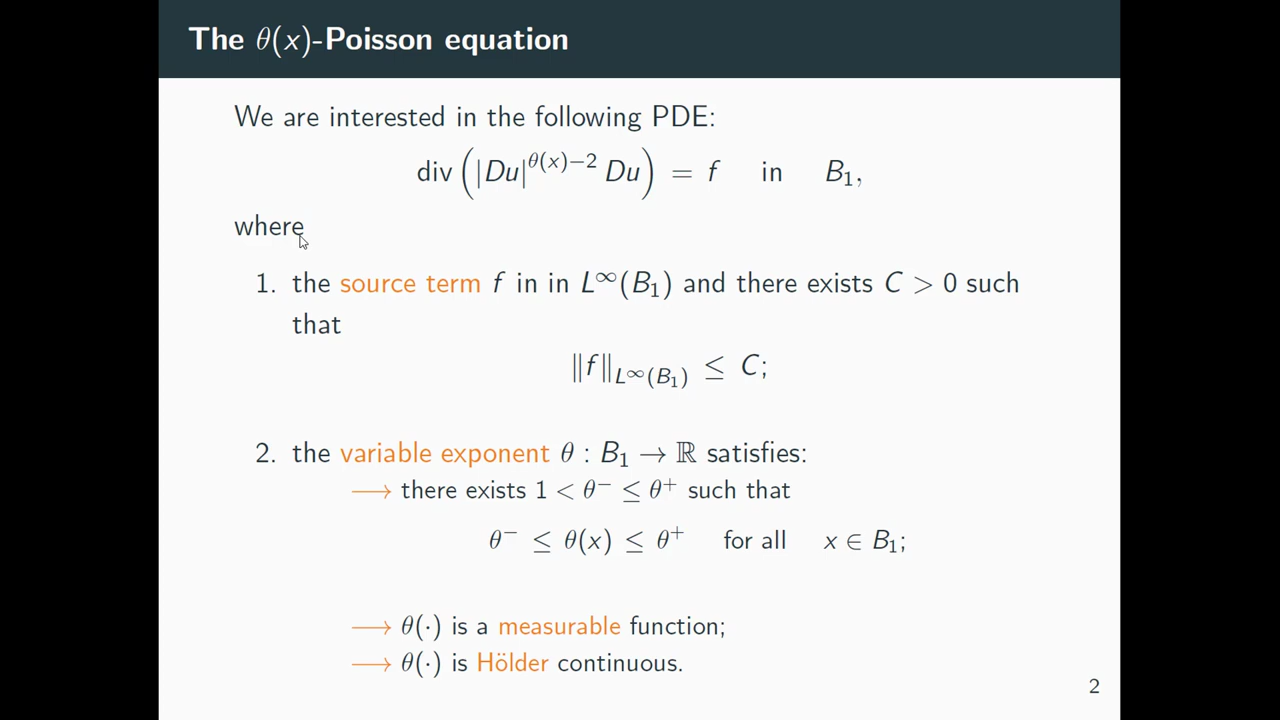 The θ(x)-Poisson equation
We are interested in the following PDE:
div (|Du|^{θ(x)−2} Du) = f in B₁,
where
1. the source term f in in L^∞(B₁) and there exists C > 0 such
that
‖f‖_{L^∞(B₁)} ≤ C;
2. the variable exponent θ : B₁ → ℝ satisfies:
⟶ there exists 1 < θ⁻ ≤ θ⁺ such that
θ⁻ ≤ θ(x) ≤ θ⁺ for all x ∈ B₁;
⟶ θ(·) is a measurable function;
⟶ θ(·) is Hölder continuous.
2